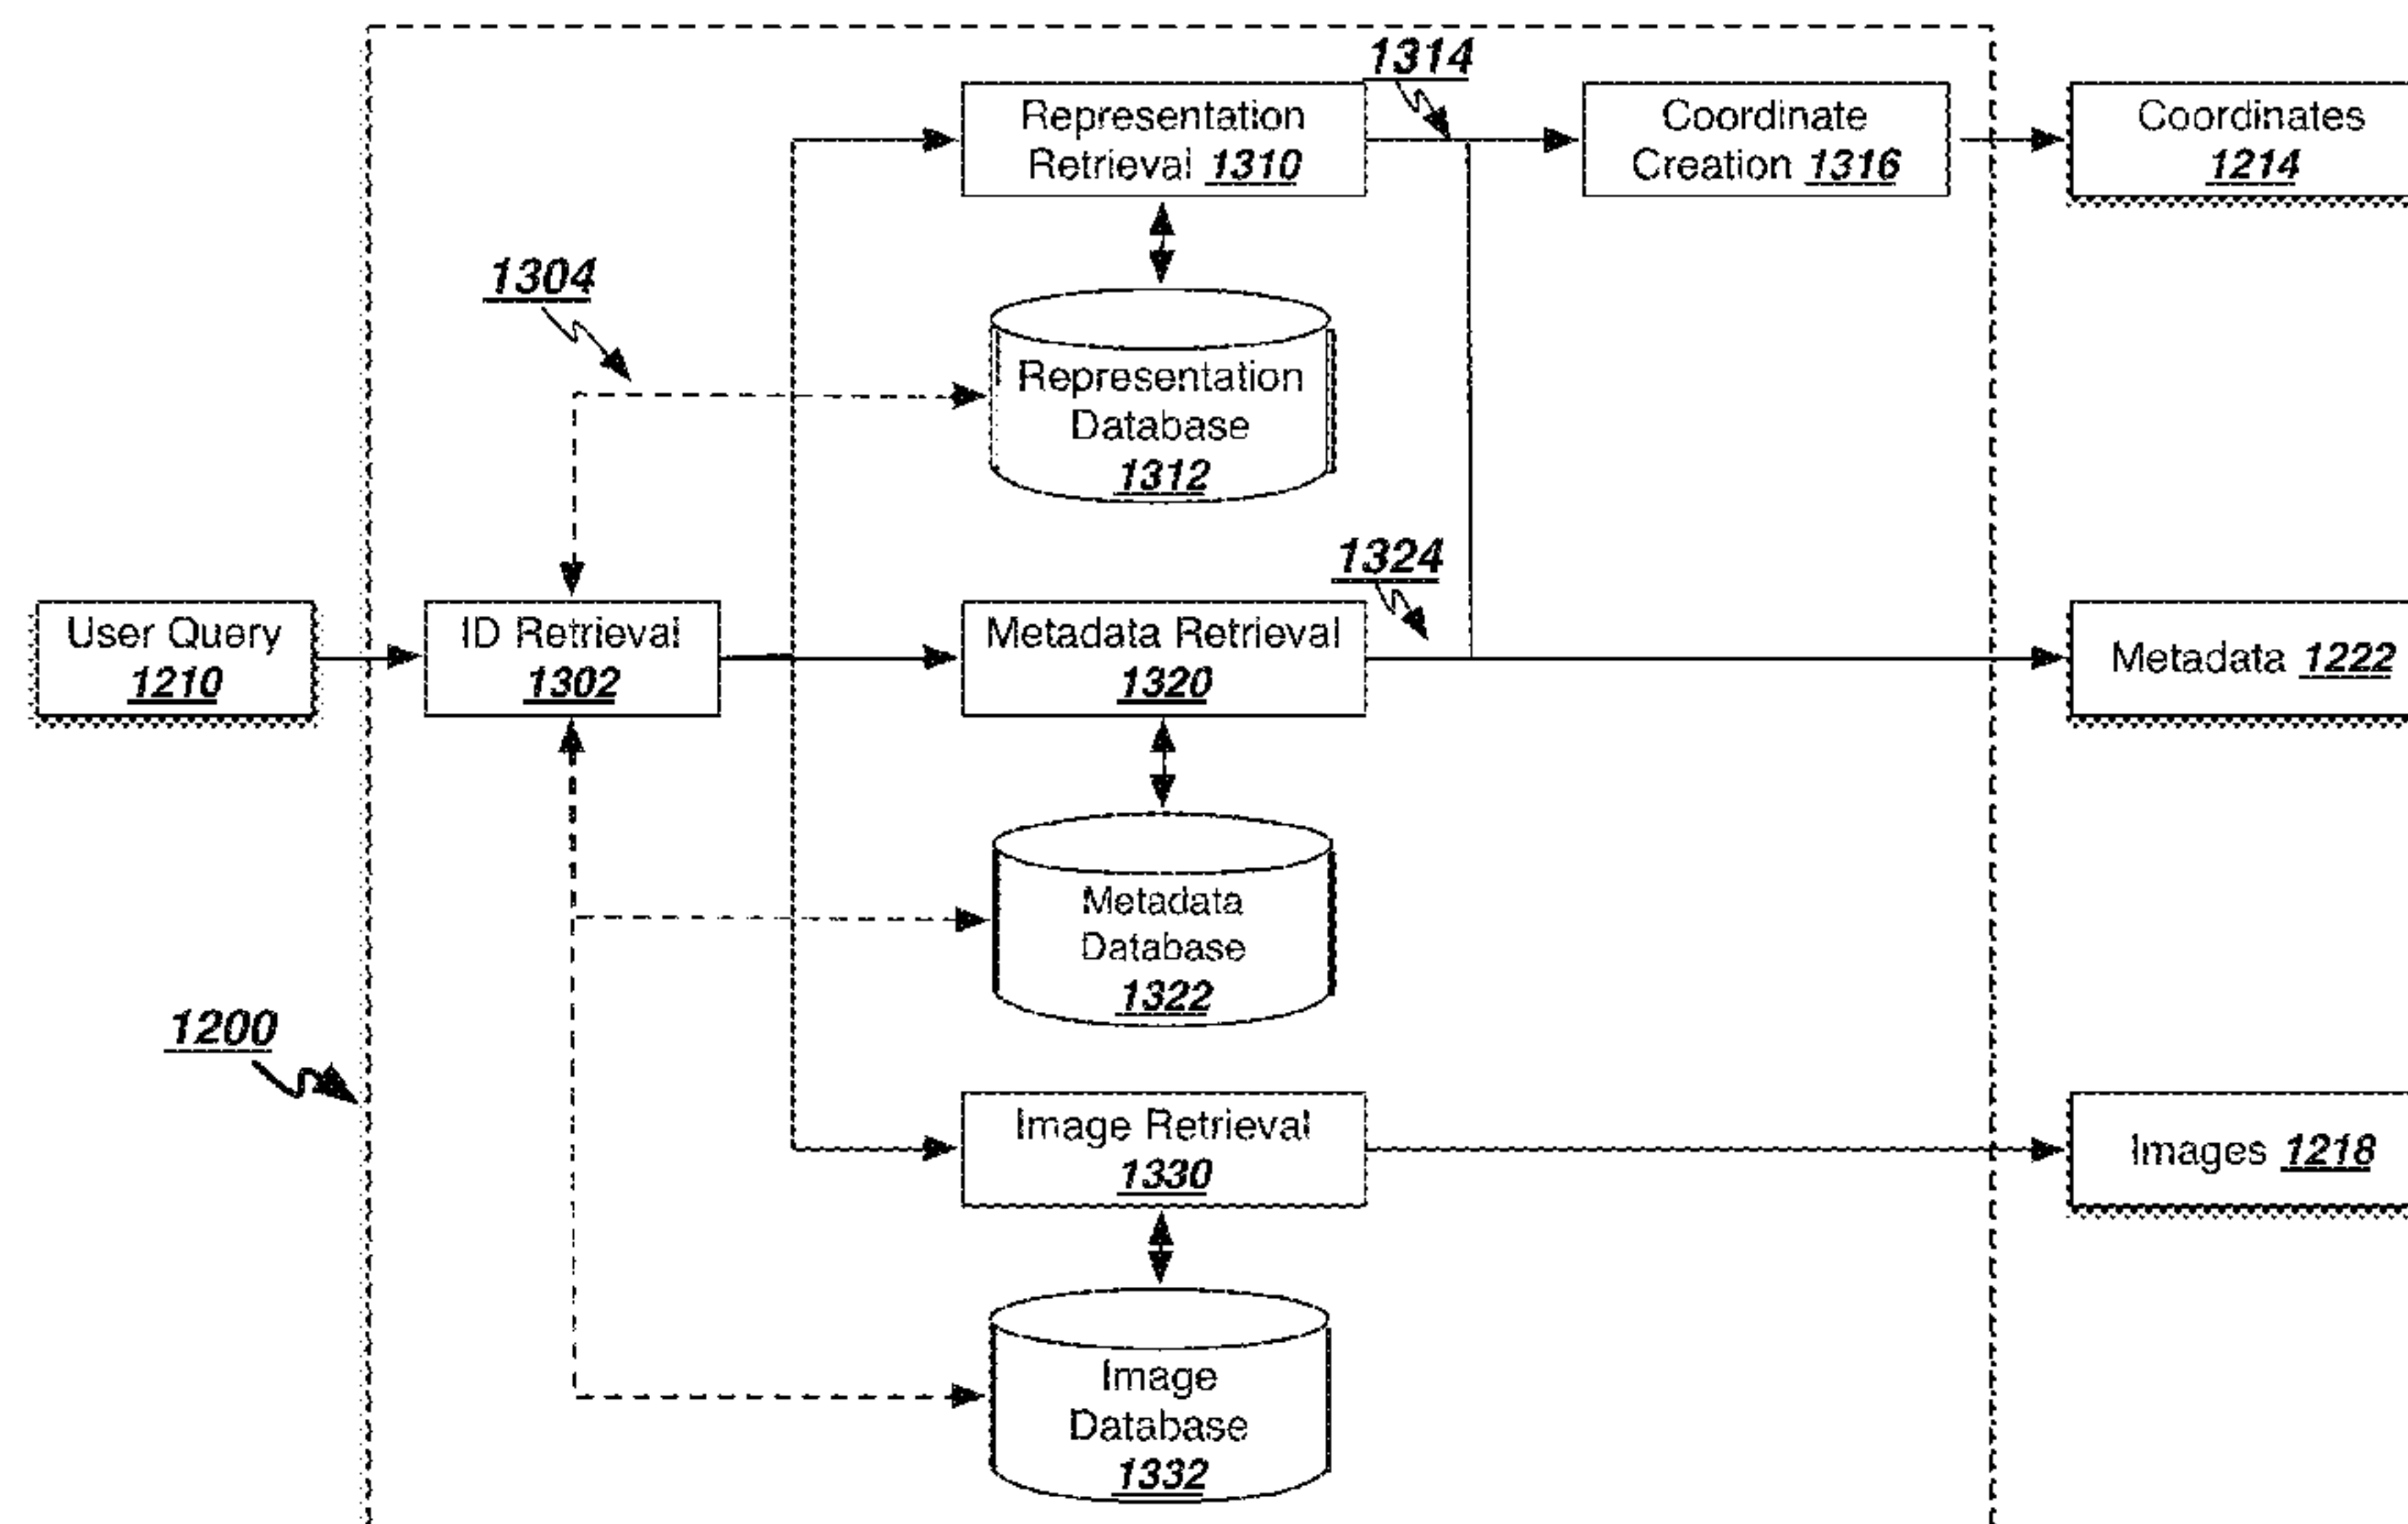 1314
Representation
Retrieval 1310
Coordinate
Creation 1316
Coordinates
1214
1304
Representation
Database
1312
1324
User Query
1210
ID Retrieval
1302
Metadata Retrieval
1320
Metadata 1222
Metadata
Database
1322
1200
Image Retrieval
1330
Images 1218
Image
Database
1332